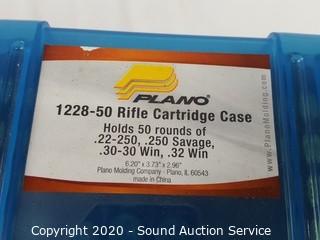 PLANO®
1228-50 Rifle Cartridge Case
Holds 50 rounds of
.22-250, .250 Savage,
.30-30 Win, .32 Win
6.20" x 3.73" x 2.96"
Plano Molding Company · Plano, IL 60543
made in China
www.PlanoMolding.com
Copyright 2020 - Sound Auction Service